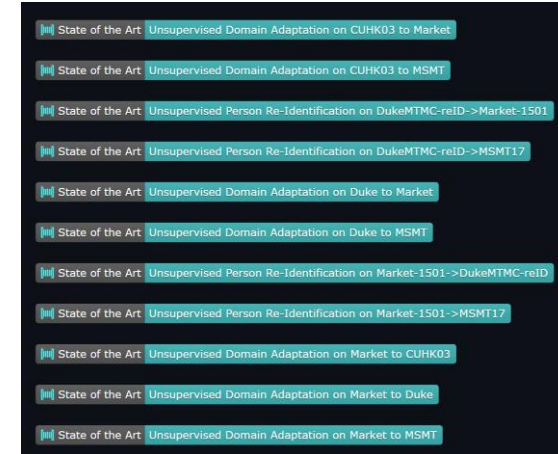 State of the Art Unsupervised Domain Adaptation on CUHK03 to Market
State of the Art Unsupervised Domain Adaptation on CUHK03 to MSMT
State of the Art Unsupervised Person Re-Identification on DukeMTMC-reID->Market-1501
State of the Art Unsupervised Person Re-Identification on DukeMTMC-reID->MSMT17
State of the Art Unsupervised Domain Adaptation on Duke to Market
State of the Art Unsupervised Domain Adaptation on Duke to MSMT
State of the Art Unsupervised Person Re-Identification on Market-1501->DukeMTMC-reID
State of the Art Unsupervised Person Re-Identification on Market-1501->MSMT17
State of the Art Unsupervised Domain Adaptation on Market to CUHK03
State of the Art Unsupervised Domain Adaptation on Market to Duke
State of the Art Unsupervised Domain Adaptation on Market to MSMT